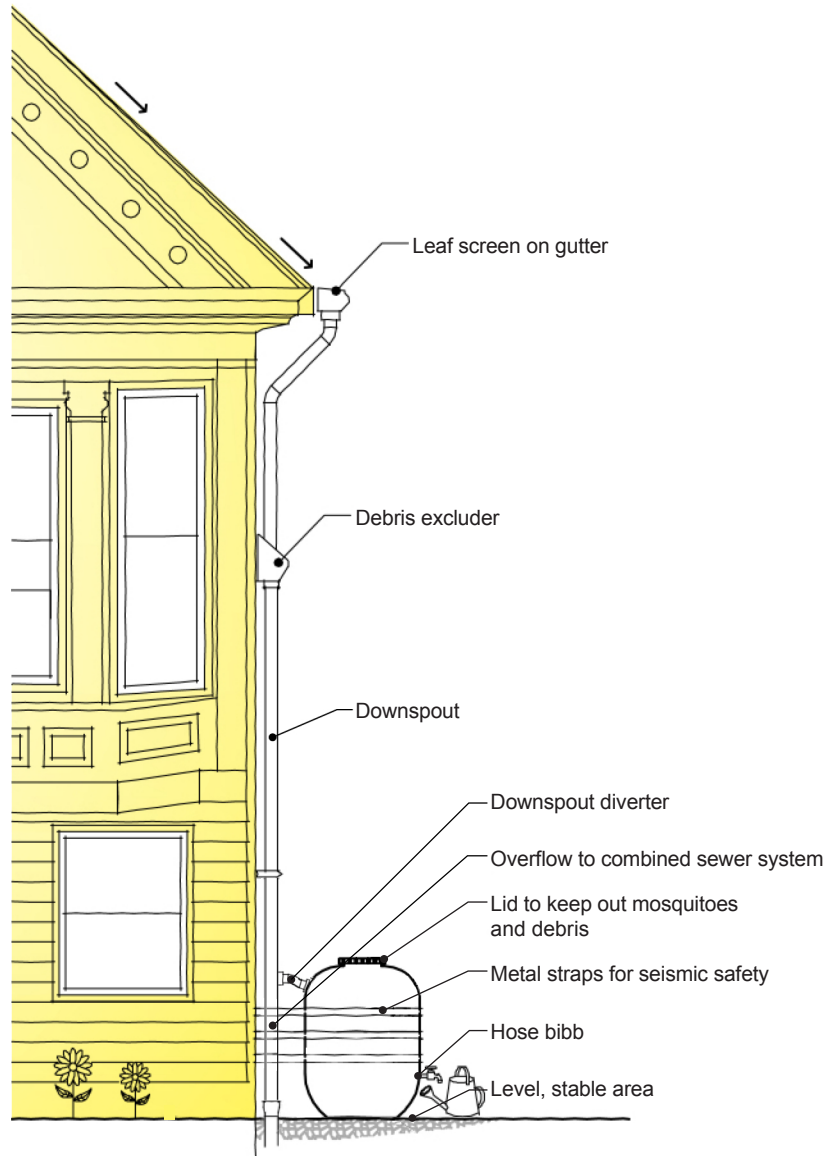 Leaf screen on gutter
Debris excluder
Downspout
Downspout diverter
Overflow to combined sewer system
Lid to keep out mosquitoes
and debris
Metal straps for seismic safety
Hose bibb
Level, stable area